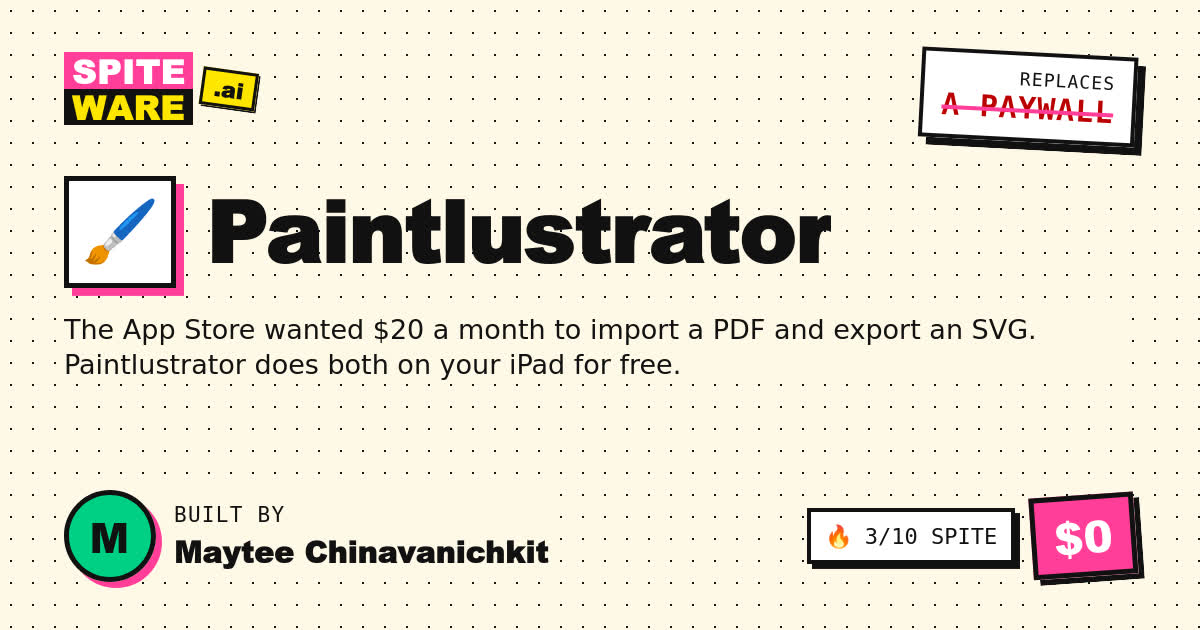 SPITE
WARE
.ai
REPLACES
A PAYWALL
Paintlustrator
The App Store wanted $20 a month to import a PDF and export an SVG.
Paintlustrator does both on your iPad for free.
M
BUILT BY
Maytee Chinavanichkit
3/10 SPITE
$0